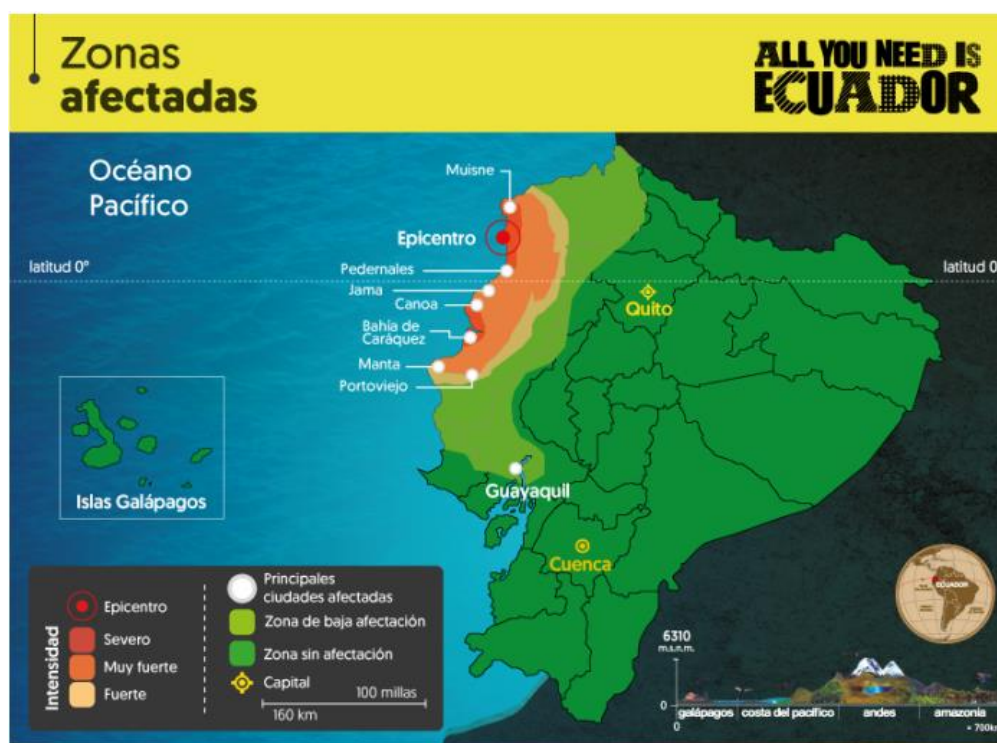 Zonas
afectadas
ALL YOU NEED IS
ECUADOR
Océano
Pacífico
Muisne
Epicentro
latitud 0°
latitud 0
Pedernales
Jama
Canoa
Quito
Bahía de
Caráquez
Manta
Portoviejo
Islas Galápagos
Guayaquil
Cuenca
Intensidad
Epicentro
Severo
Muy fuerte
Fuerte
Principales
ciudades afectadas
Zona de baja afectación
Zona sin afectación
Capital
100 millas
160 km
ECUADOR
6310
m.s.n.m.
0
galápagos
costa del pacífico
andes
amazonía
0